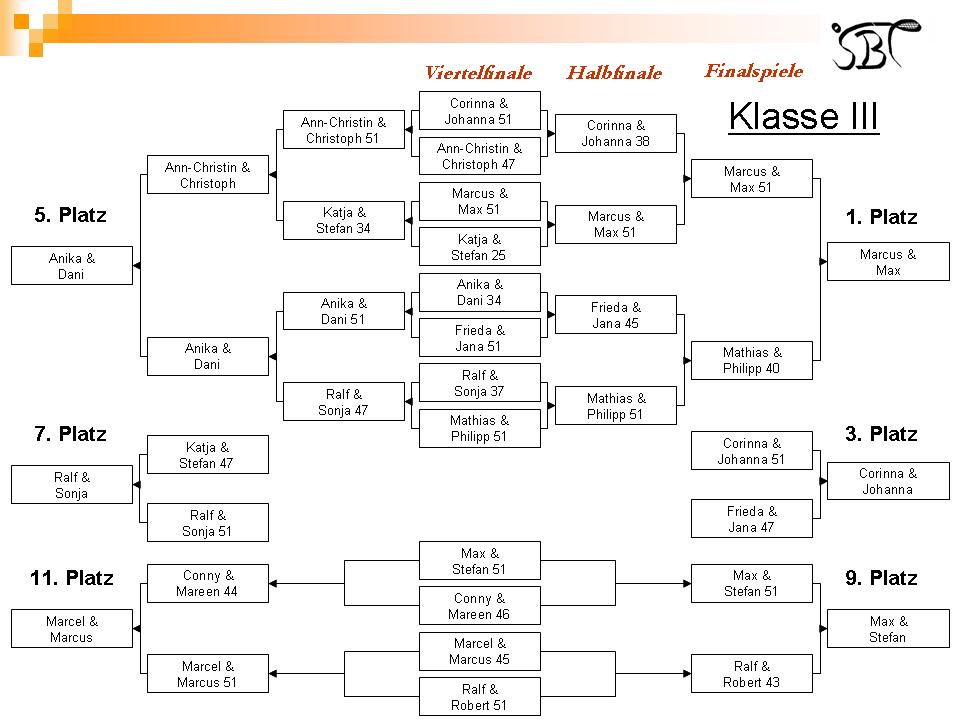 SBT
Viertelfinale
Halbfinale
Finalspiele
Klasse III
Ann-Christin &
Christoph
5. Platz
Anika &
Dani
Anika &
Dani
Ann-Christin &
Christoph 51
Katja &
Stefan 34
Anika &
Dani 51
Ralf &
Sonja 47
Corinna &
Johanna 51
Ann-Christin &
Christoph 47
Marcus &
Max 51
Katja &
Stefan 25
Anika &
Dani 34
Frieda &
Jana 51
Ralf &
Sonja 37
Mathias &
Philipp 51
Corinna &
Johanna 38
Marcus &
Max 51
Frieda &
Jana 45
Mathias &
Philipp 51
Marcus &
Max 51
Mathias &
Philipp 40
1. Platz
Marcus &
Max
7. Platz
Ralf &
Sonja
Katja &
Stefan 47
Ralf &
Sonja 51
Corinna &
Johanna 51
Frieda &
Jana 47
3. Platz
Corinna &
Johanna
11. Platz
Marcel &
Marcus
Conny &
Mareen 44
Marcel &
Marcus 51
Max &
Stefan 51
Conny &
Mareen 46
Marcel &
Marcus 45
Ralf &
Robert 51
Max &
Stefan 51
Ralf &
Robert 43
9. Platz
Max &
Stefan